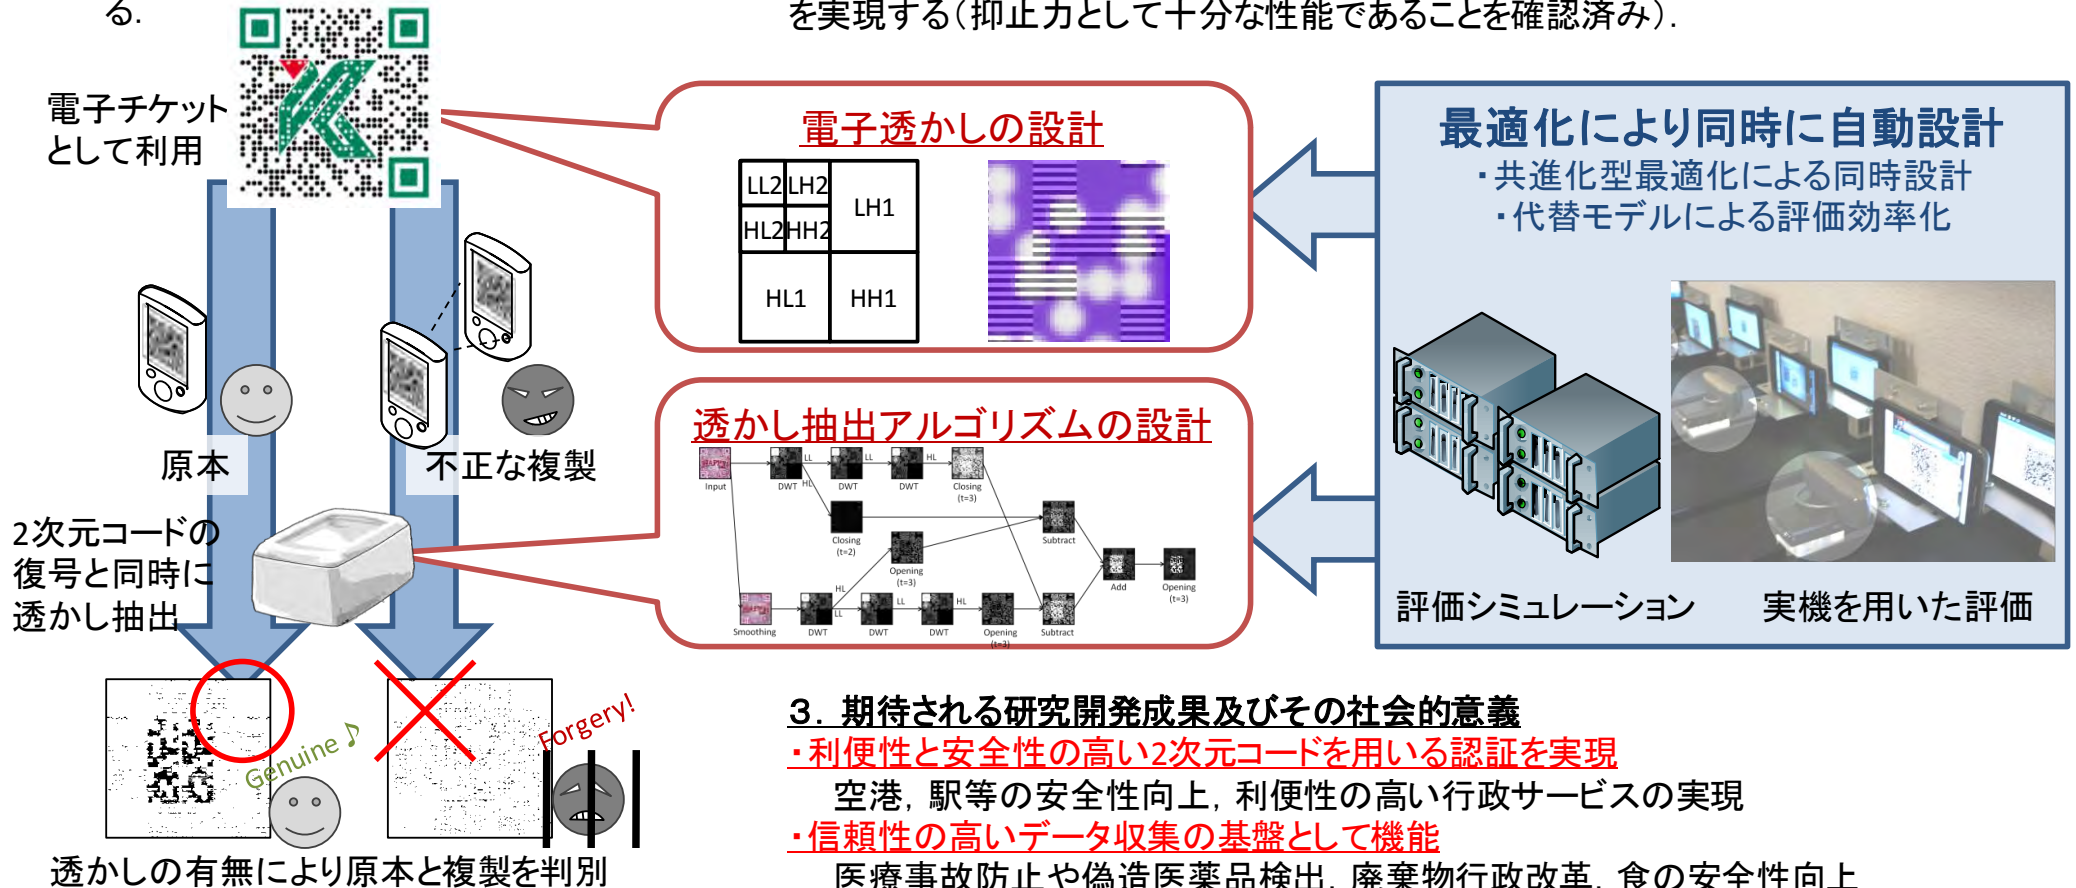 る.
を実現する（抑止力として十分な性能であることを確認済み）.
電子チケット
として利用
原本
不正な複製
2次元コードの
復号と同時に
透かし抽出
Genuine♪
Forgery!
透かしの有無により原本と複製を判別
電子透かしの設計
LL2 LH2
LH1
HL2 HH2
HL1 HH1
透かし抽出アルゴリズムの設計
Input
DWT
LL
DWT
LL
DWT
HL
Closing
(t=3)
HL
Closing
(t=2)
Opening
(t=3)
Subtract
Add
Opening
(t=3)
Smoothing
DWT
HL
LL
DWT
LL
DWT
HL
Opening
(t=3)
Subtract
最適化により同時に自動設計
・共進化型最適化による同時設計
・代替モデルによる評価効率化
評価シミュレーション
実機を用いた評価
３．期待される研究開発成果及びその社会的意義
・利便性と安全性の高い2次元コードを用いる認証を実現
空港，駅等の安全性向上，利便性の高い行政サービスの実現
・信頼性の高いデータ収集の基盤として機能
医療事故防止や偽造医薬品検出，廃棄物行政改革，食の安全性向上